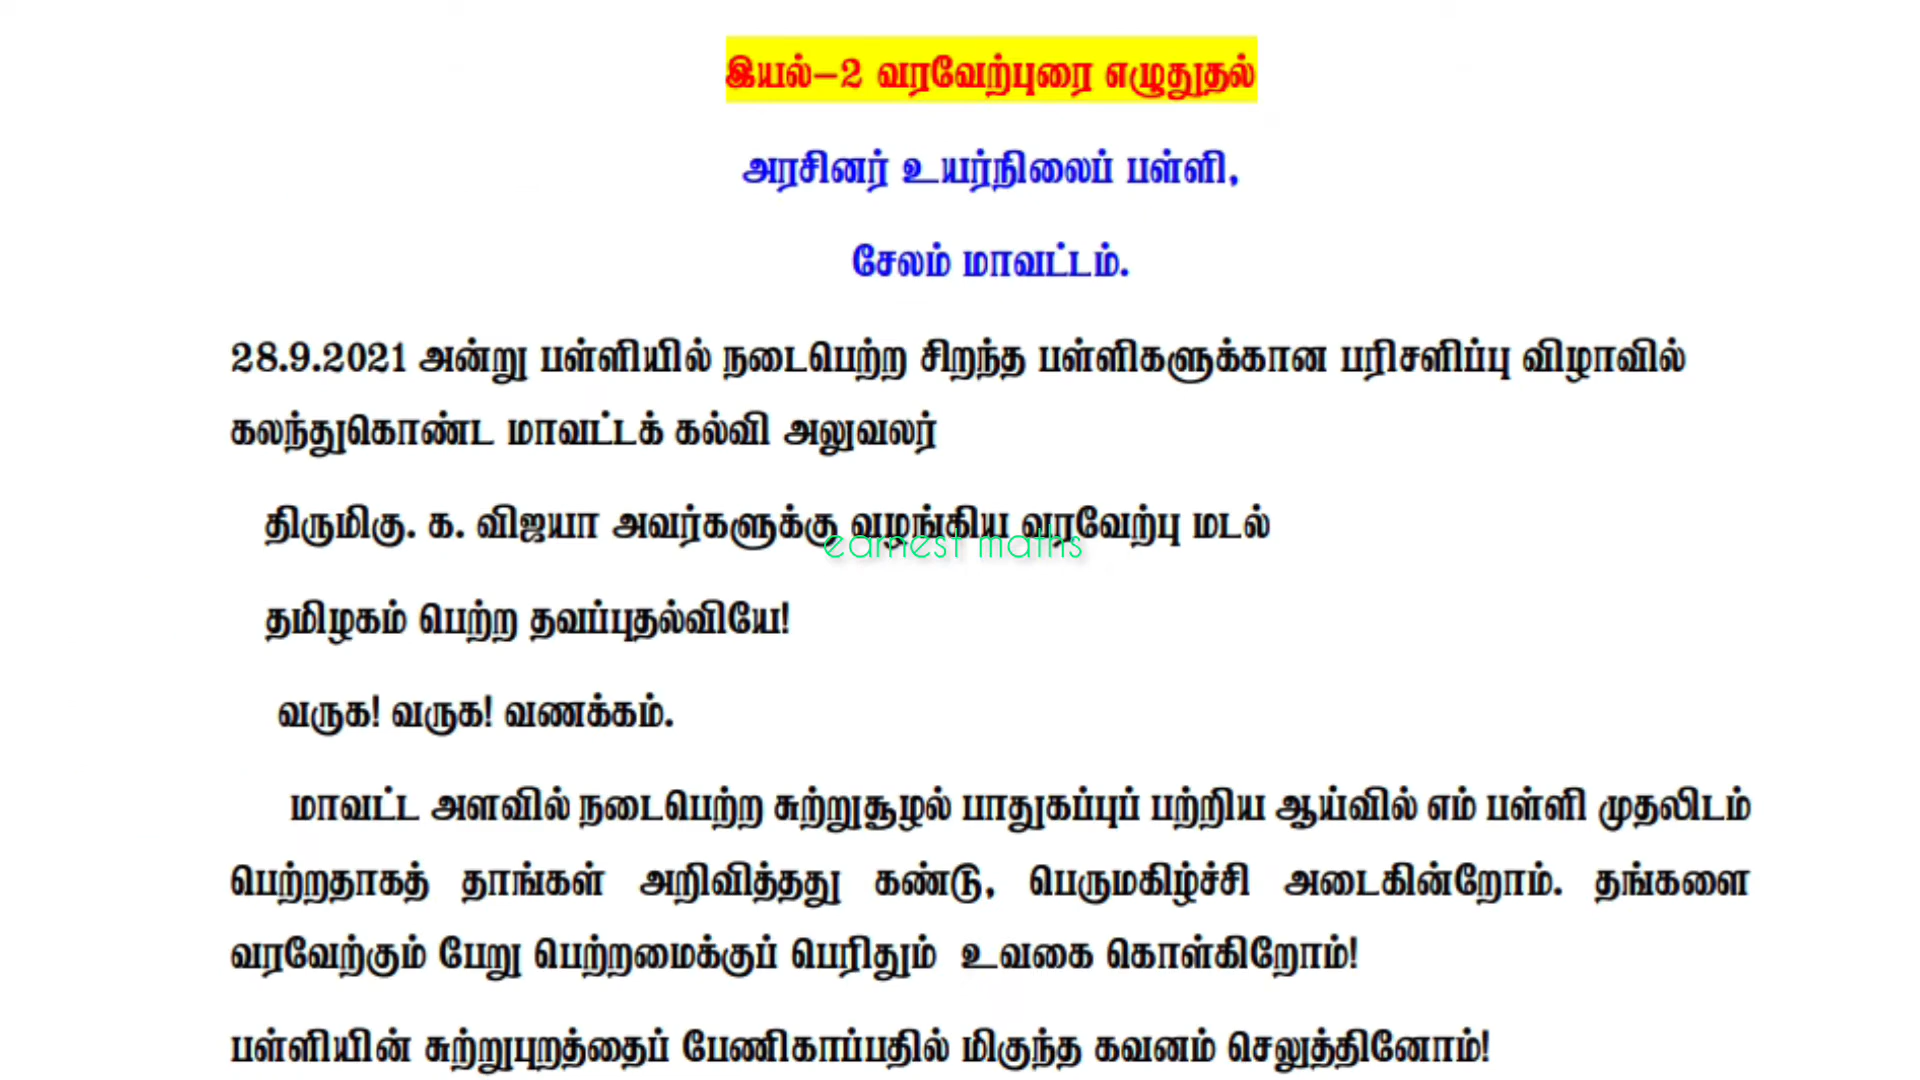 இயல்-2 வரவேற்புரை எழுதுதல்
அரசினர் உயர்நிலைப் பள்ளி,
சேலம் மாவட்டம்.
28.9.2021 அன்று பள்ளியில் நடைபெற்ற சிறந்த பள்ளிகளுக்கான பரிசளிப்பு விழாவில்
கலந்துகொண்ட மாவட்டக் கல்வி அலுவலர்
திருமிகு. க. விஜயா அவர்களுக்கு வழங்கிய வரவேற்பு மடல்
earnest maths
தமிழகம் பெற்ற தவப்புதல்வியே!
வருக! வருக! வணக்கம்.
மாவட்ட அளவில் நடைபெற்ற சுற்றுசூழல் பாதுகப்புப் பற்றிய ஆய்வில் எம் பள்ளி முதலிடம்
பெற்றதாகத் தாங்கள் அறிவித்தது கண்டு, பெருமகிழ்ச்சி அடைகின்றோம். தங்களை
வரவேற்கும் பேறு பெற்றமைக்குப் பெரிதும் உவகை கொள்கிறோம்!
பள்ளியின் சுற்றுபுறத்தைப் பேணிகாப்பதில் மிகுந்த கவனம் செலுத்தினோம்!